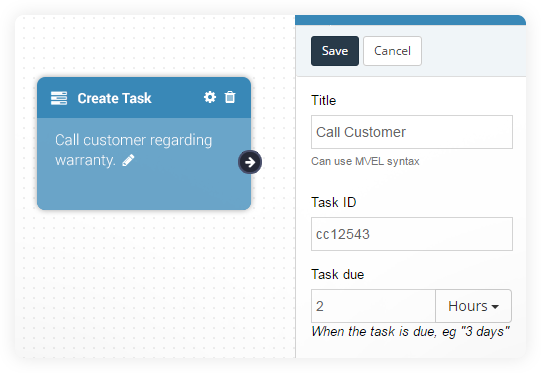 Create Task
Call customer regarding
warranty.
Save Cancel
Title
Call Customer
Can use MVEL syntax
Task ID
cc12543
Task due
2 Hours
When the task is due, eg "3 days"